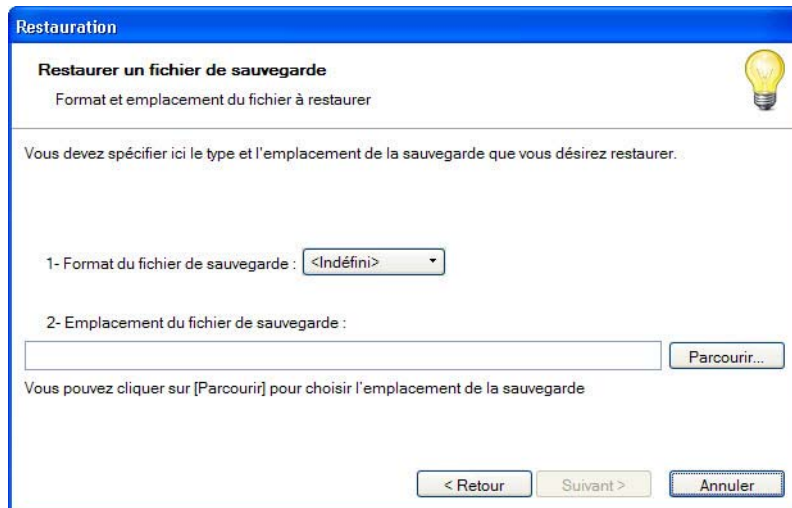 Restauration
Restaurer un fichier de sauvegarde
Format et emplacement du fichier à restaurer
Vous devez spécifier ici le type et l'emplacement de la sauvegarde que vous désirez restaurer.
1- Format du fichier de sauvegarde : <Indéfini>
2- Emplacement du fichier de sauvegarde :
Parcourir...
Vous pouvez cliquer sur [Parcourir] pour choisir l'emplacement de la sauvegarde
< Retour Suivant > Annuler